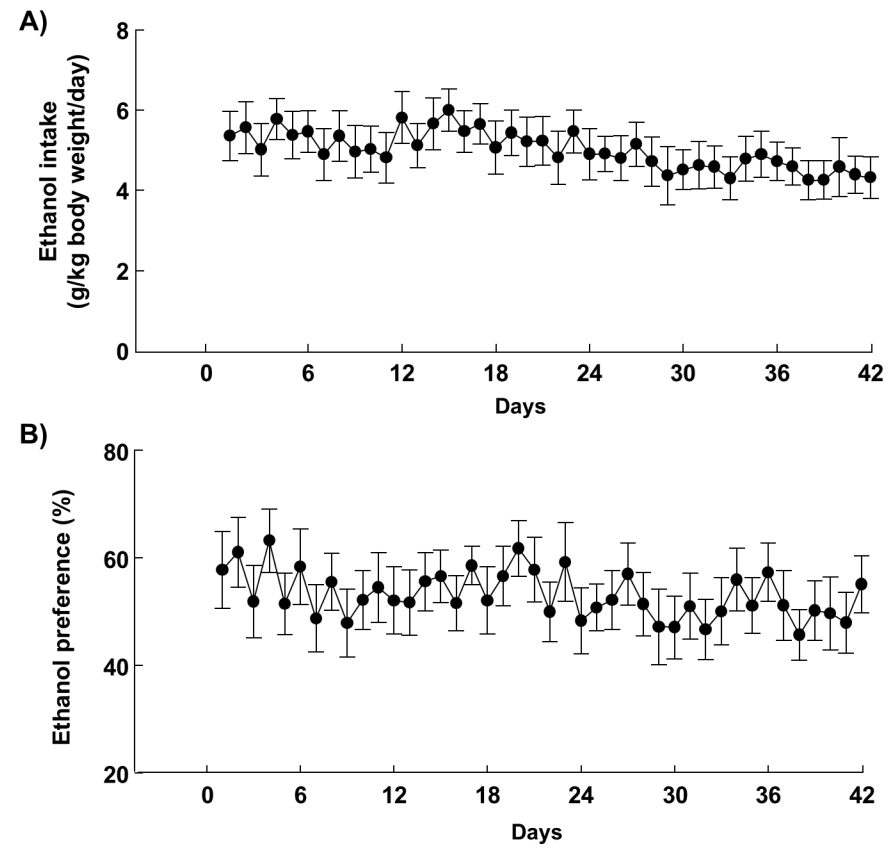 A)
8
6
4
2
0
Ethanol intake
(g/kg body weight/day)
0 6 12 18 24 30 36 42
Days
B)
80
60
40
20
Ethanol preference (%)
0 6 12 18 24 30 36 42
Days